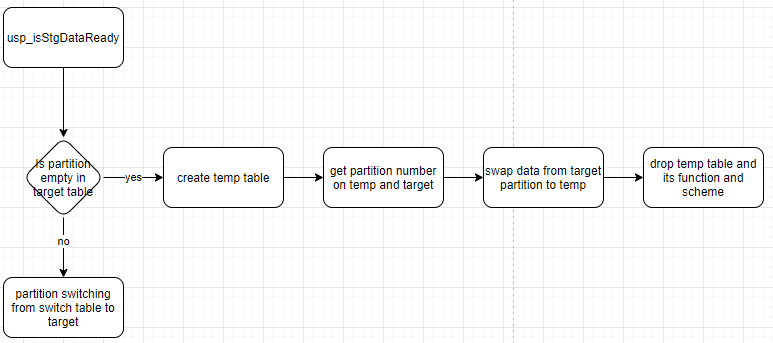 usp_isStgDataReady
Is partition
empty in
target table
yes
create temp table
get partition number
on temp and target
swap data from target
partition to temp
drop temp table and
its function and
scheme
no
partition switching
from switch table to
target